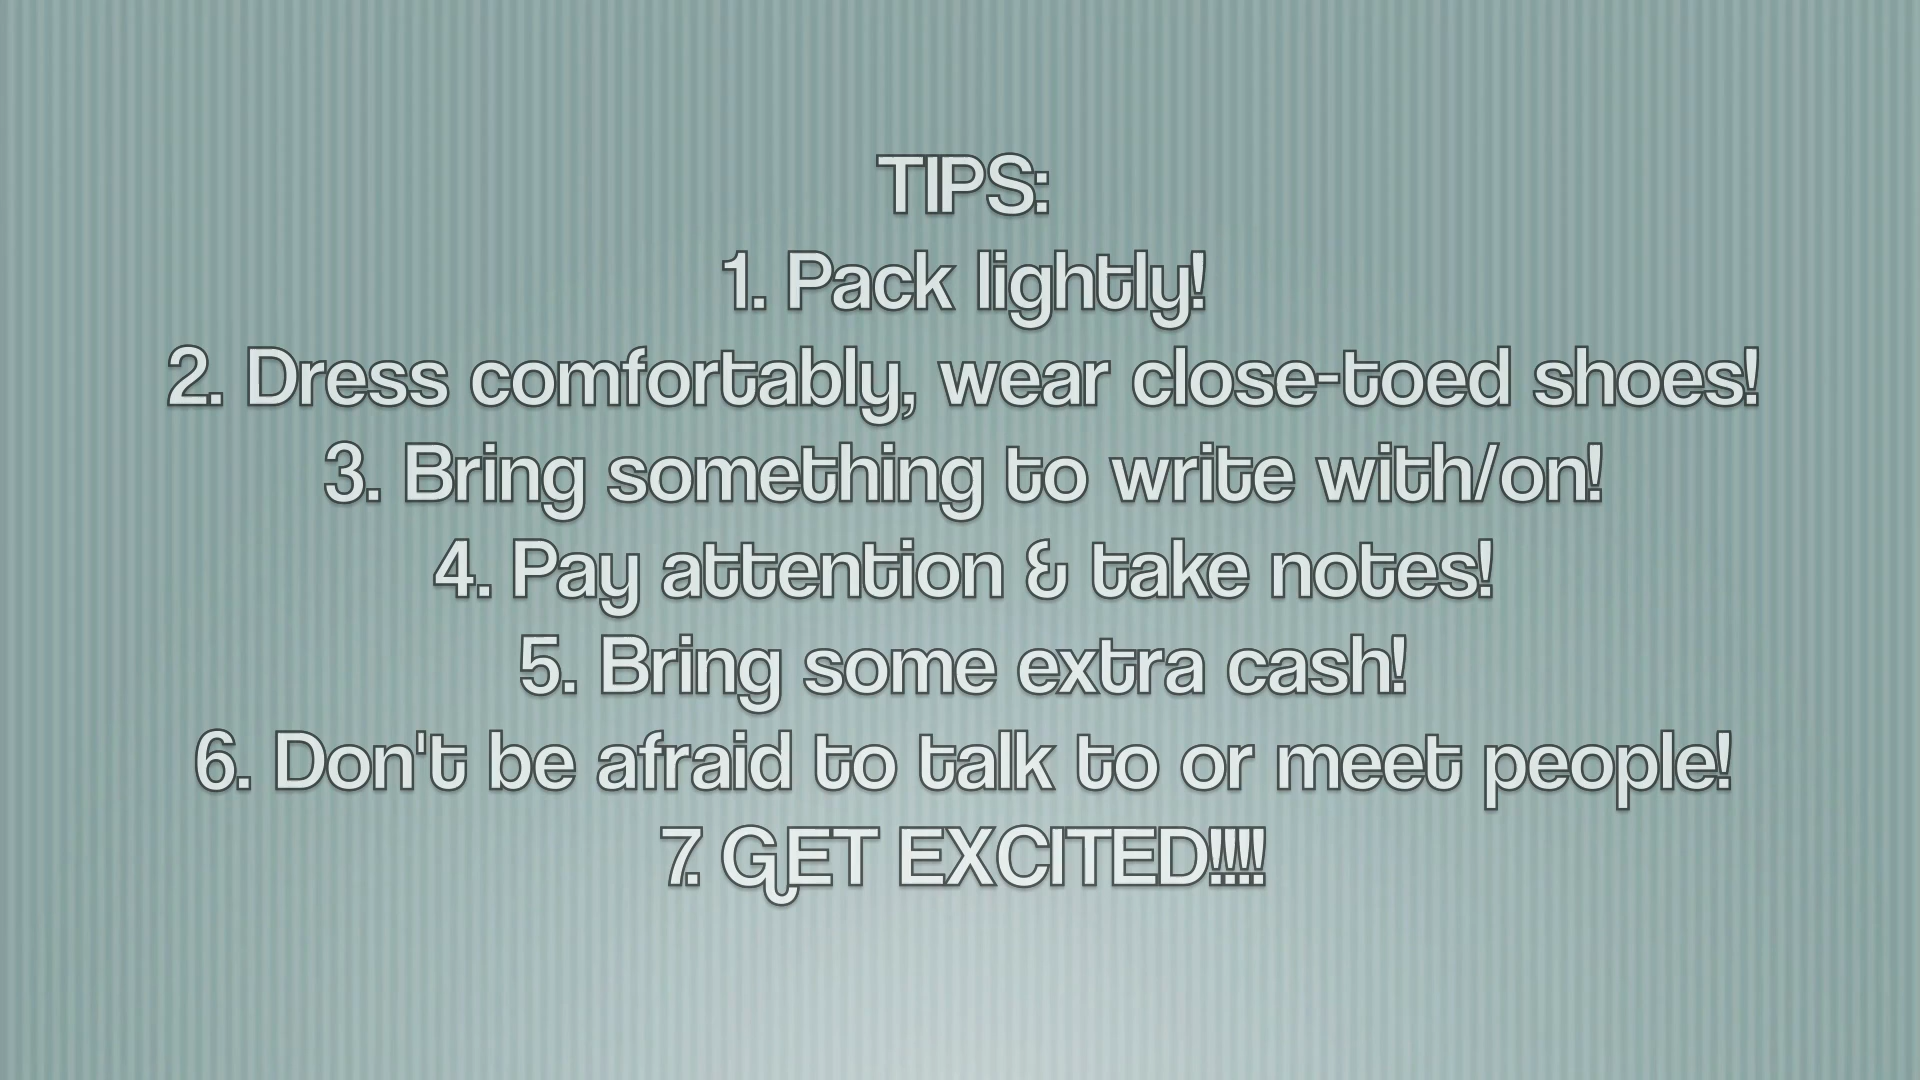 TIPS:
1. Pack lightly!
2. Dress comfortably, wear close-toed shoes!
3. Bring something to write with/on!
4. Pay attention & take notes!
5. Bring some extra cash!
6. Don't be afraid to talk to or meet people!
7. GET EXCITED!!!!